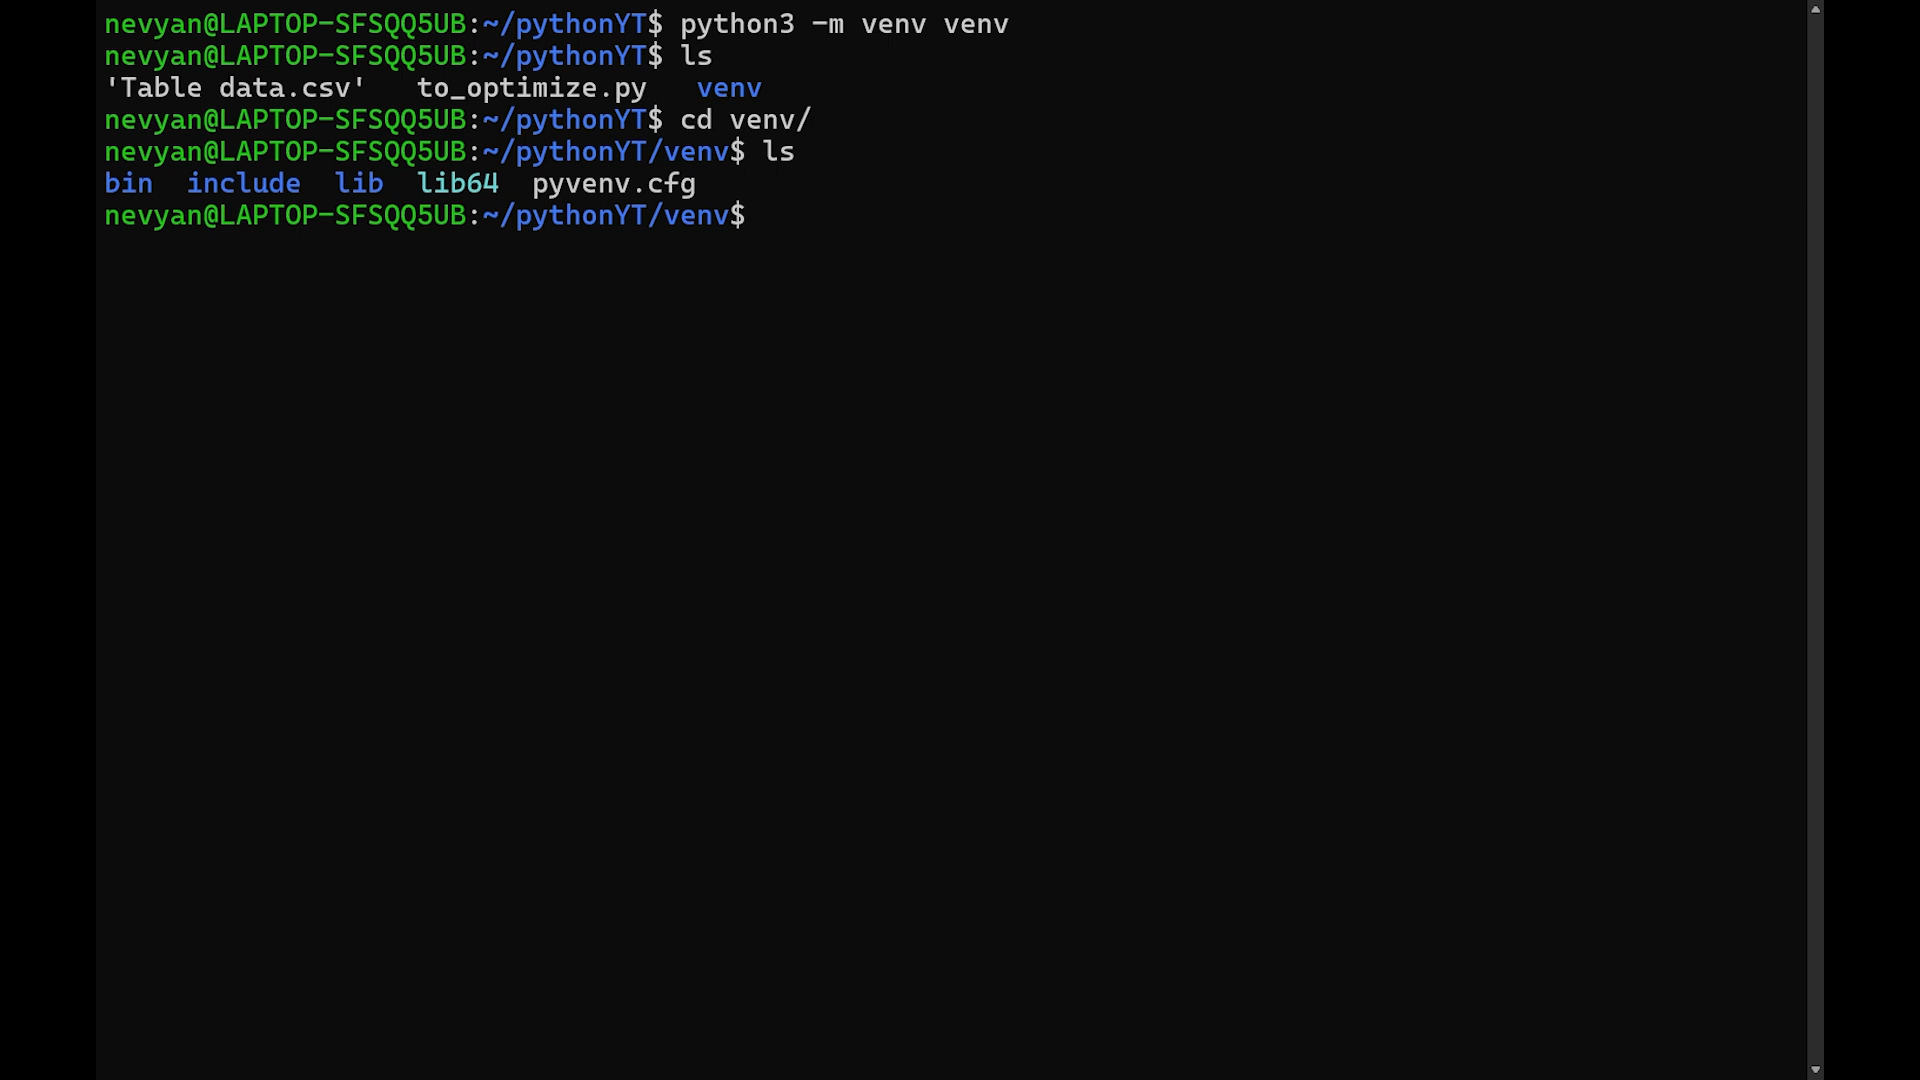 nevyan@LAPTOP-SFSQQ5UB:~/pythonYT$ python3 -m venv venv
nevyan@LAPTOP-SFSQQ5UB:~/pythonYT$ ls
'Table data.csv'   to_optimize.py   venv
nevyan@LAPTOP-SFSQQ5UB:~/pythonYT$ cd venv/
nevyan@LAPTOP-SFSQQ5UB:~/pythonYT/venv$ ls
bin  include  lib  lib64  pyvenv.cfg
nevyan@LAPTOP-SFSQQ5UB:~/pythonYT/venv$